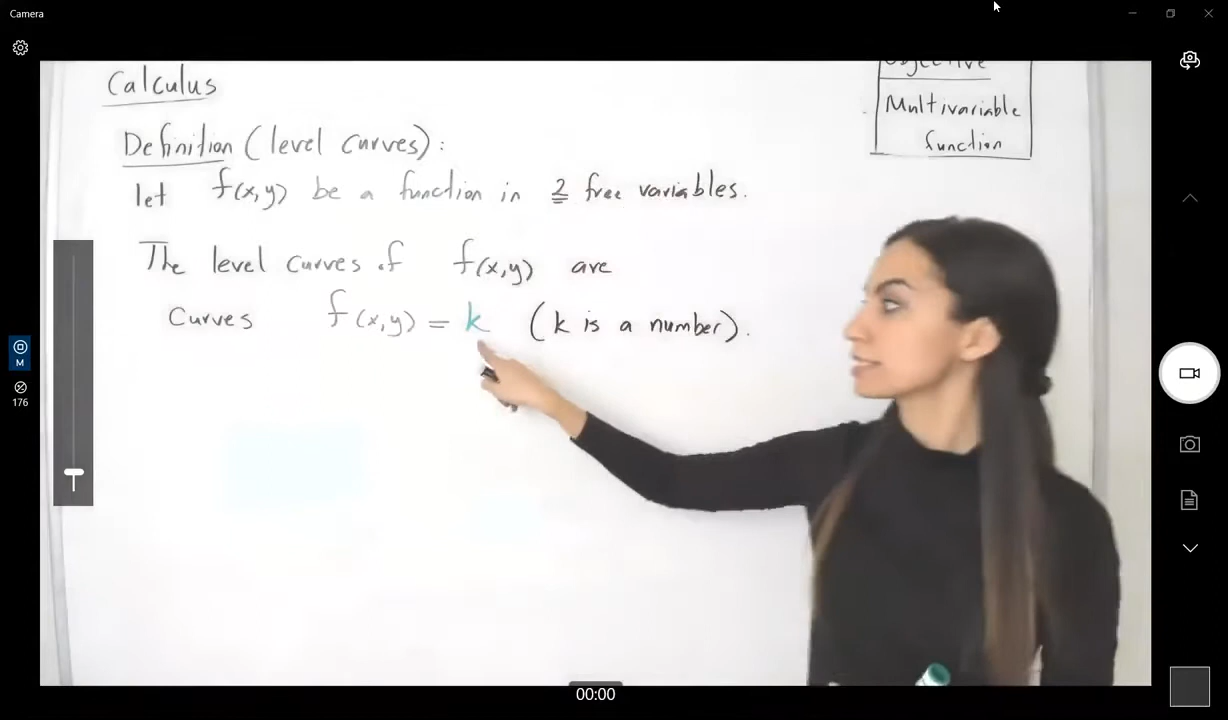 Camera
Calculus
Objective
Multivariable
function
Definition (level curves):
let f(x,y) be a function in 2 free variables.
The level curves of f(x,y) are
Curves f(x,y) = k (k is a number).
M
176
00:00